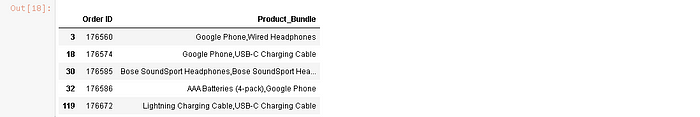 Out[18]:
Order ID Product_Bundle
3 176560 Google Phone,Wired Headphones
18 176574 Google Phone,USB-C Charging Cable
30 176585 Bose SoundSport Headphones,Bose SoundSport Hea...
32 176586 AAA Batteries (4-pack),Google Phone
119 176672 Lightning Charging Cable,USB-C Charging Cable